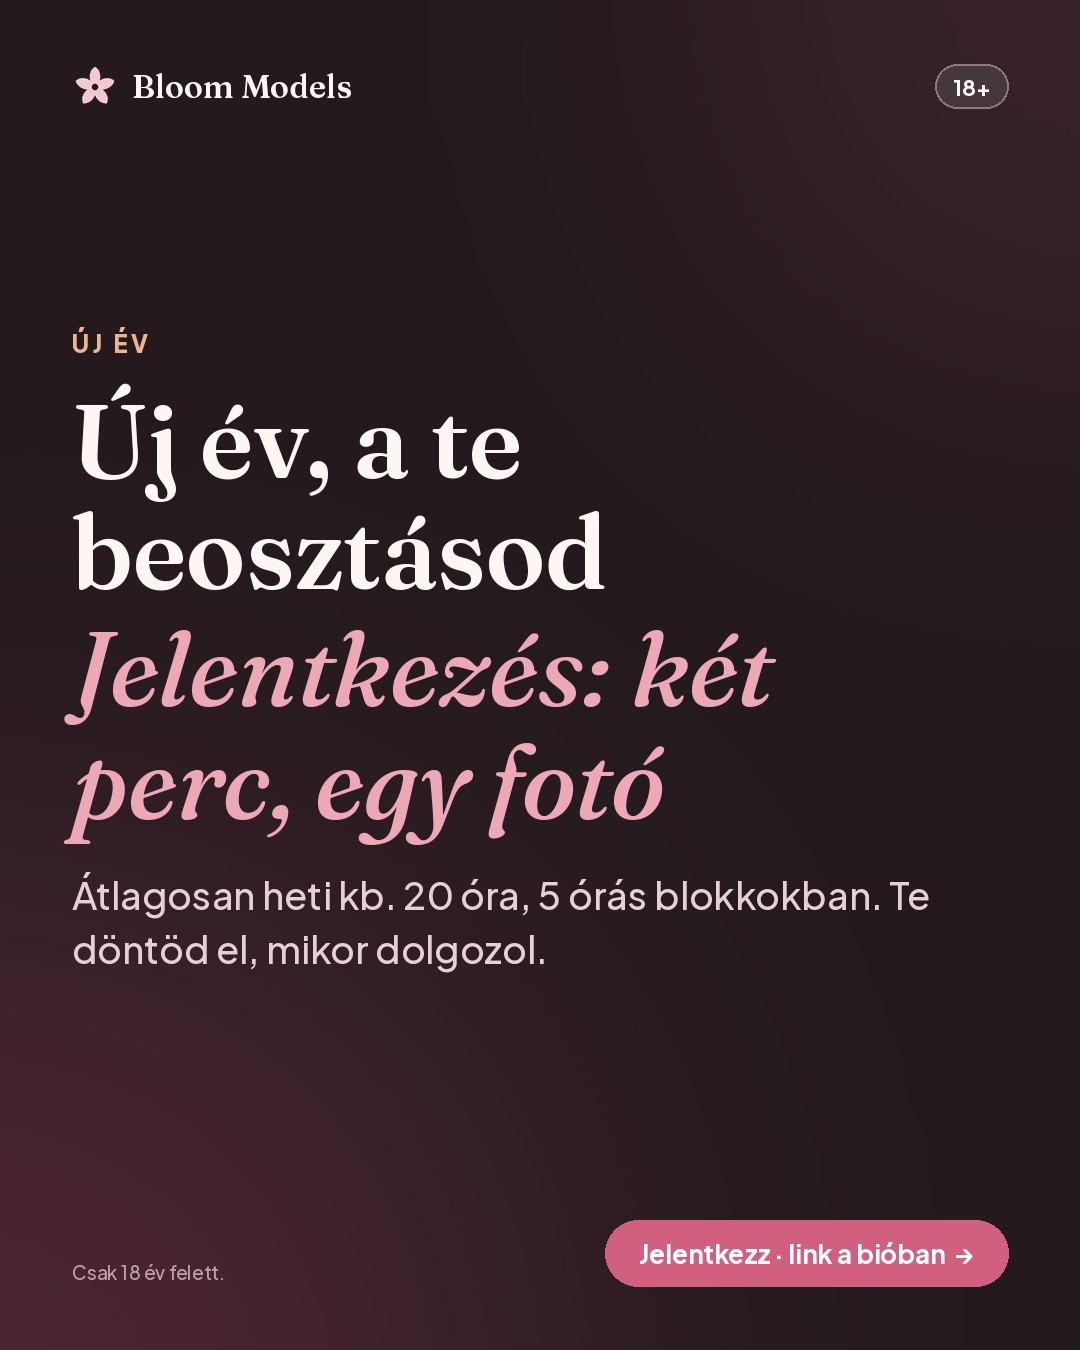 Bloom Models
18+
ÚJ ÉV
Új év, a te
beosztásod
Jelentkezés: két
perc, egy fotó
Átlagosan heti kb. 20 óra, 5 órás blokkokban. Te
döntöd el, mikor dolgozol.
Csak 18 év felett.
Jelentkezz · link a bióban →